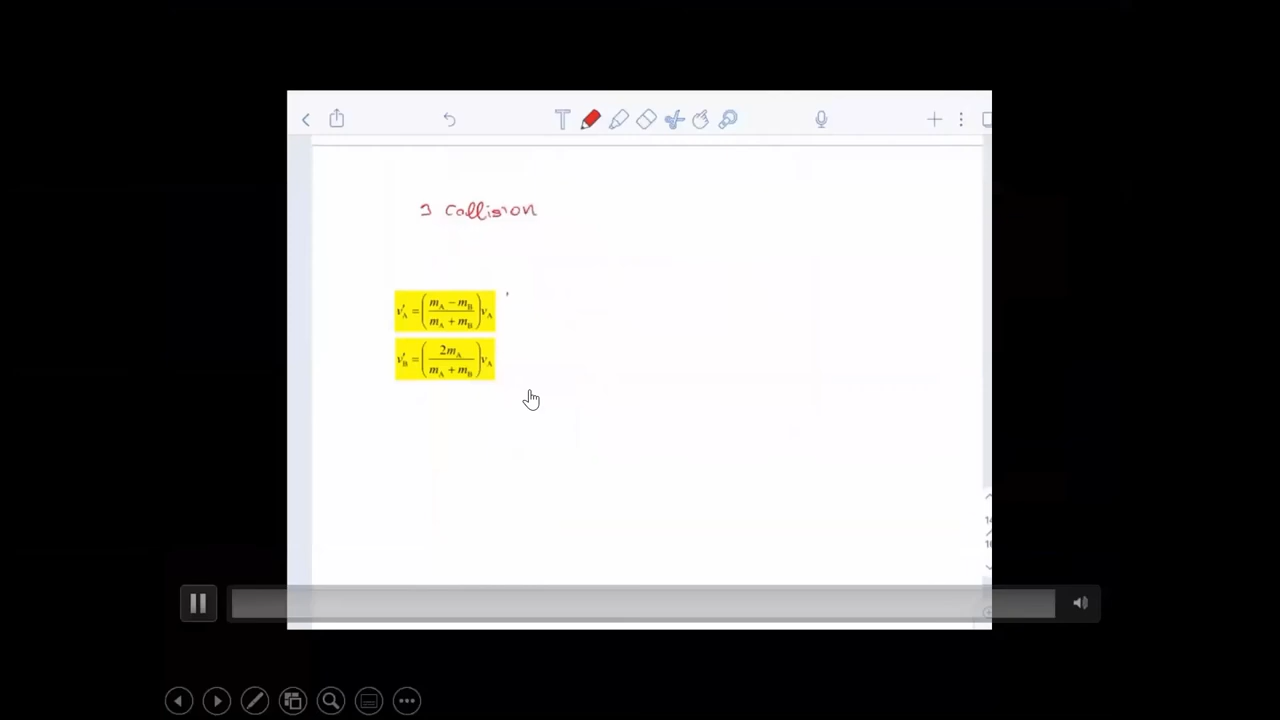 1 Collision
v′A = ( mA − mB / mA + mB ) vA
v′B = ( 2mA / mA + mB ) vA